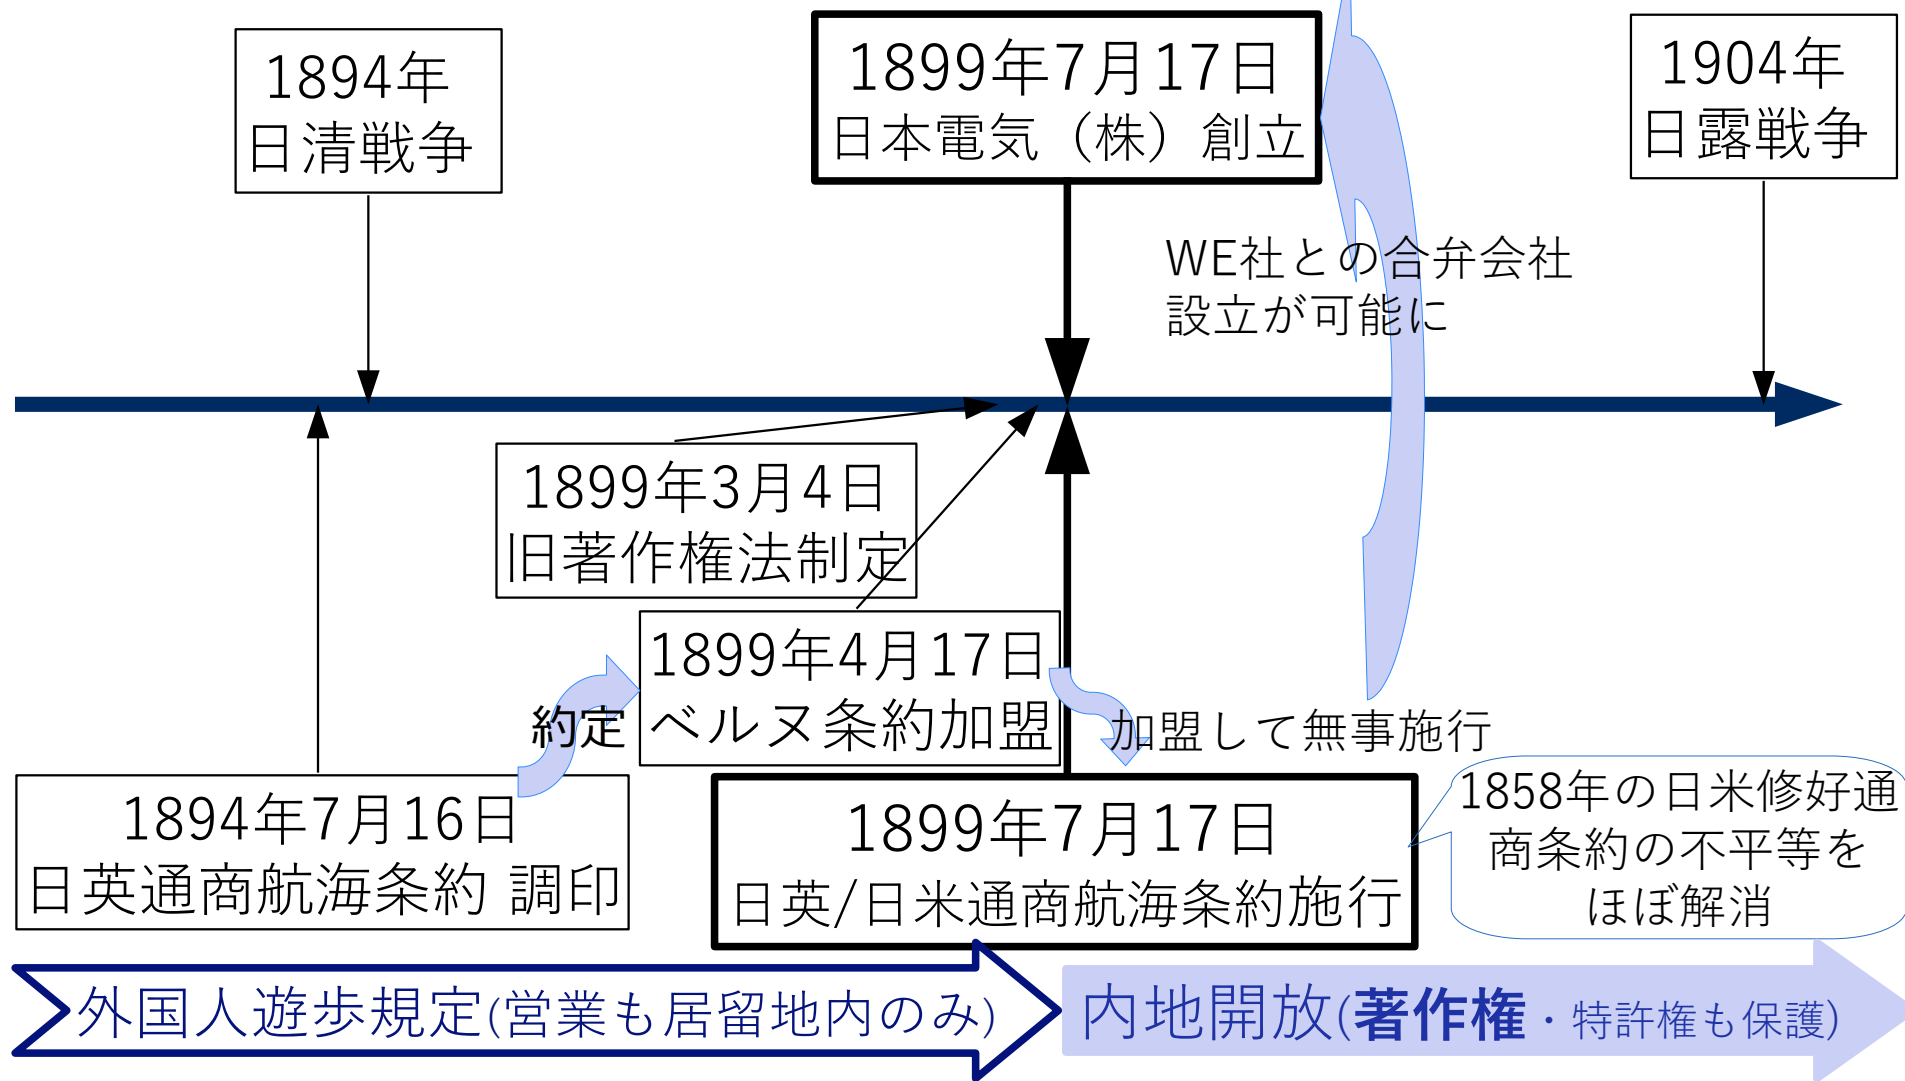 1894年
日清戦争
1899年7月17日
日本電気（株）創立
1904年
日露戦争
WE社との合弁会社
設立が可能に
1899年3月4日
旧著作権法制定
1899年4月17日
ベルヌ条約加盟
約定
加盟して無事施行
1894年7月16日
日英通商航海条約 調印
1899年7月17日
日英/日米通商航海条約施行
1858年の日米修好通
商条約の不平等を
ほぼ解消
外国人遊歩規定(営業も居留地内のみ)
内地開放(著作権・特許権も保護)